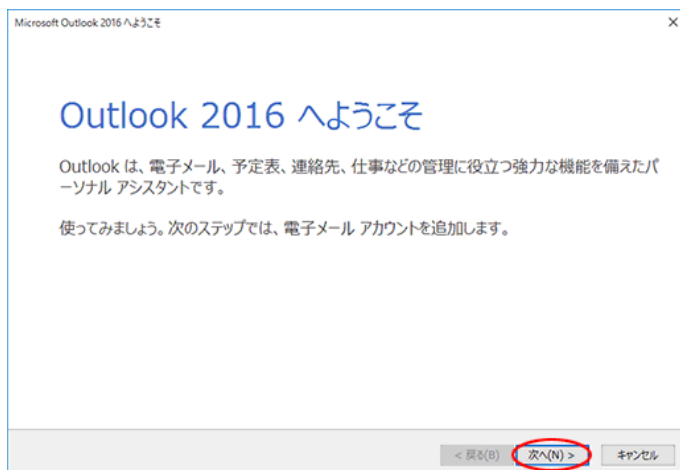 Microsoft Outlook 2016 へようこそ
Outlook 2016 へようこそ
Outlook は、電子メール、予定表、連絡先、仕事などの管理に役立つ強力な機能を備えたパ
ーソナル アシスタントです。
使ってみましょう。次のステップでは、電子メール アカウントを追加します。
< 戻る(B) 次へ(N) > キャンセル